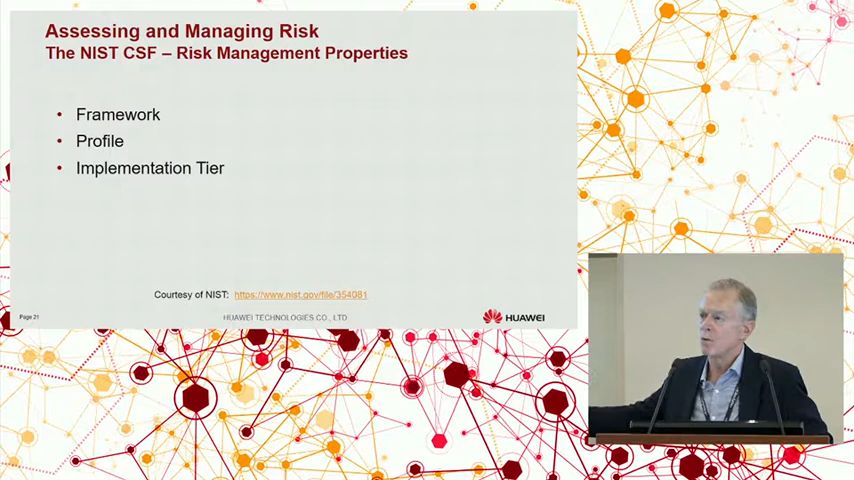 Assessing and Managing Risk
The NIST CSF – Risk Management Properties
• Framework
• Profile
• Implementation Tier
Courtesy of NIST: https://www.nist.gov/file/354081
Page 21
HUAWEI TECHNOLOGIES CO., LTD
HUAWEI